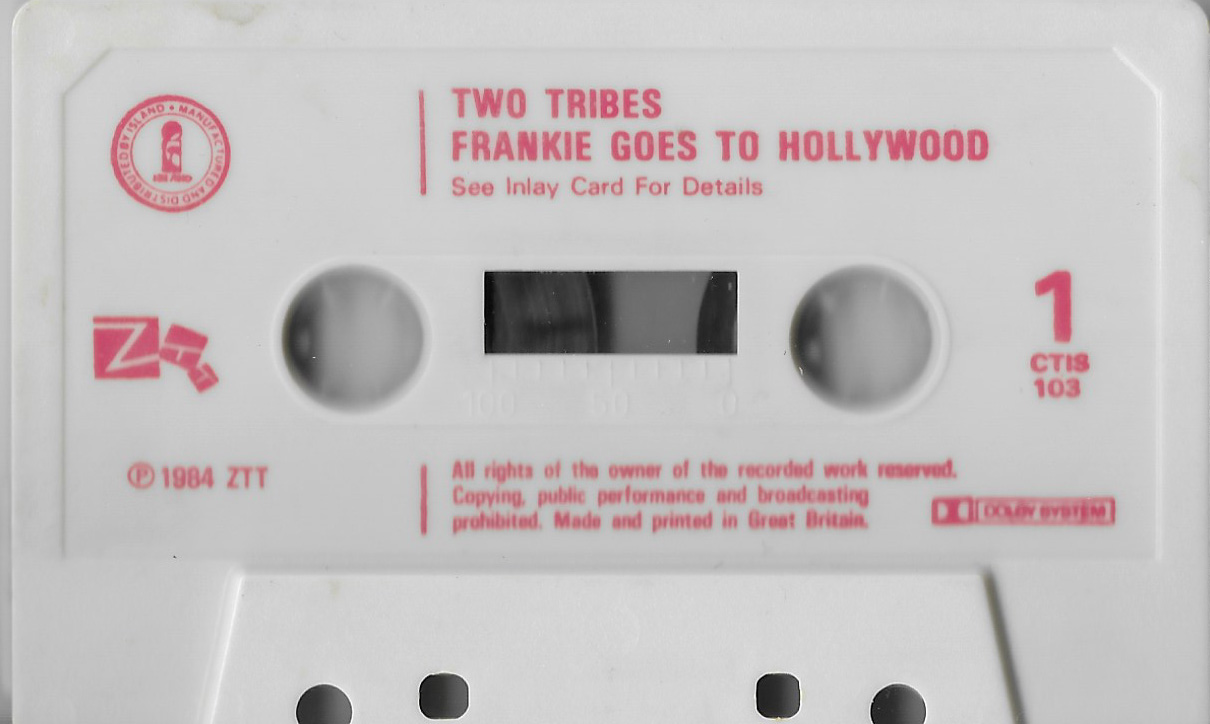 MANUFACTURED AND DISTRIBUTED BY ISLAND •
ISLAND
TWO TRIBES
FRANKIE GOES TO HOLLYWOOD
See Inlay Card For Details
ZTT
1
CTIS
103
100 50 0
Ⓟ 1984 ZTT
All rights of the owner of the recorded work reserved.
Copying, public performance and broadcasting
prohibited. Made and printed in Great Britain.
DOLBY SYSTEM